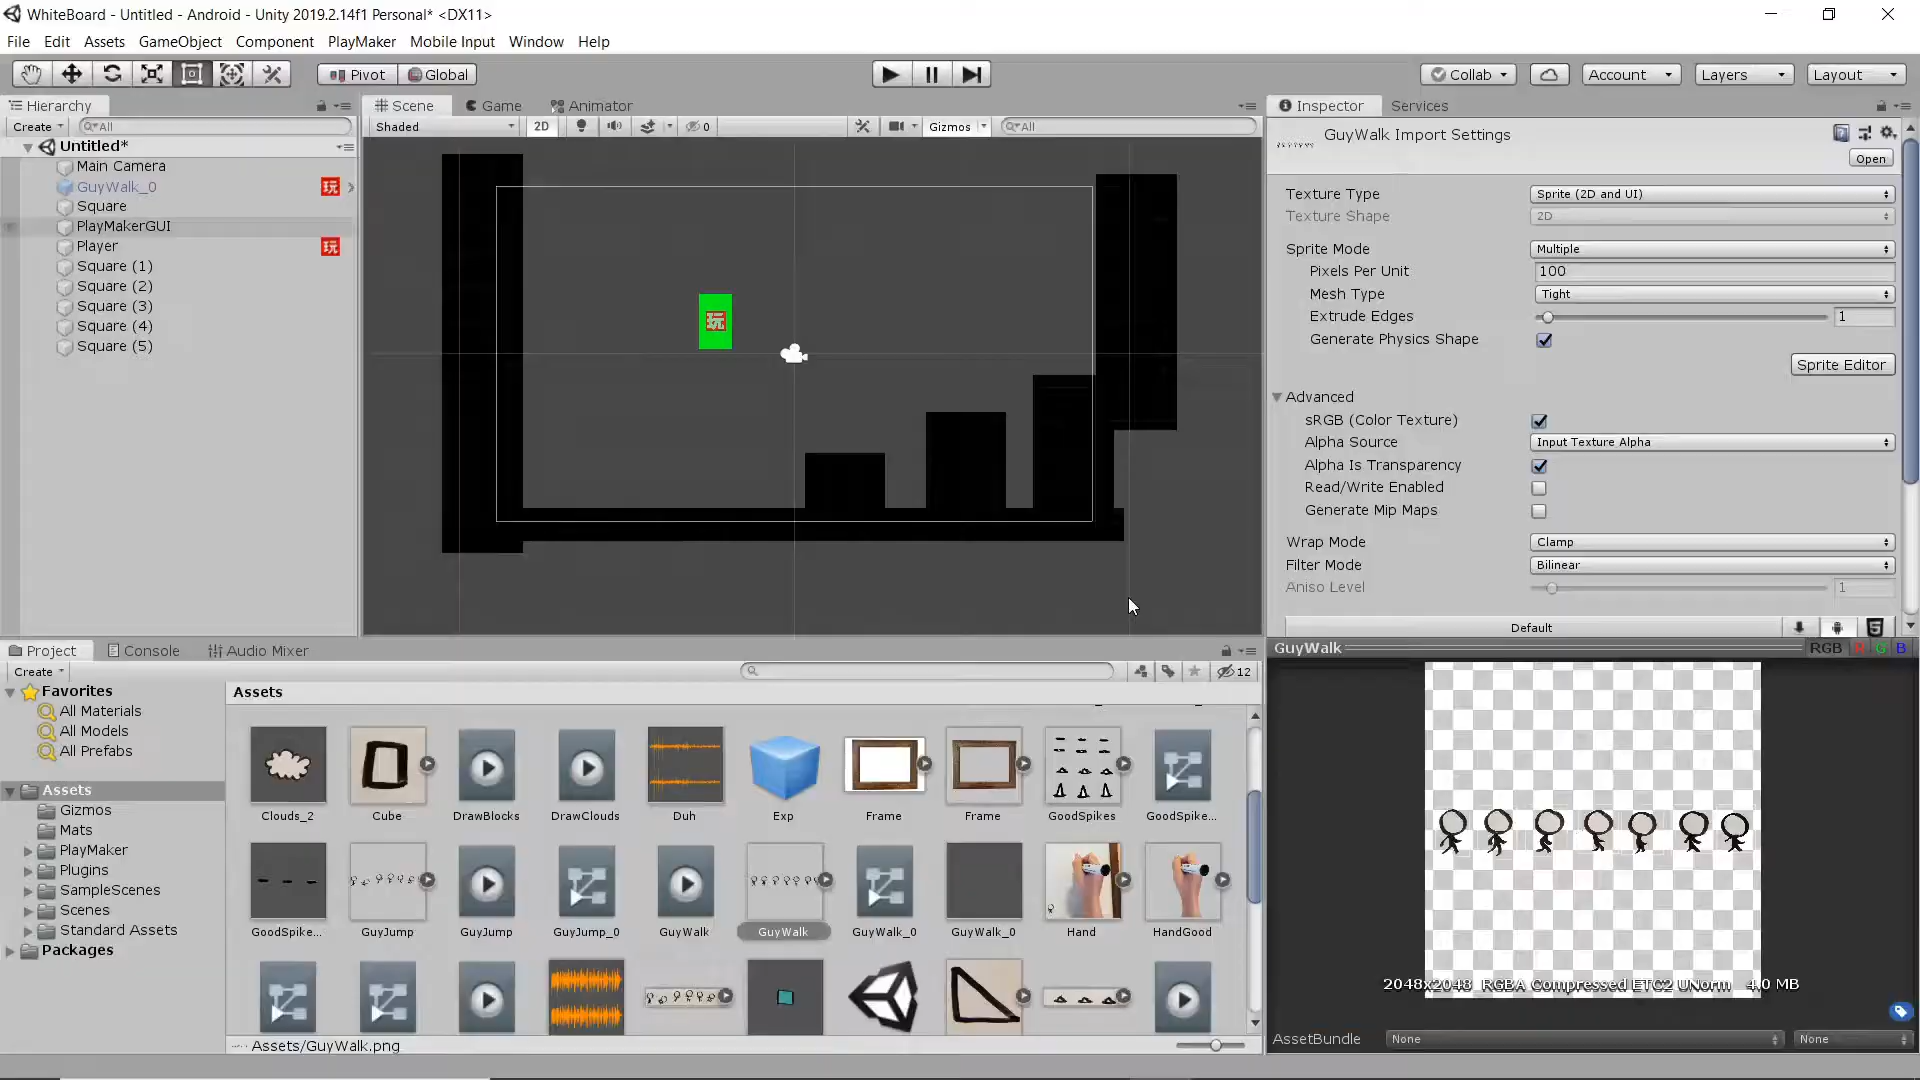 WhiteBoard - Untitled - Android - Unity 2019.2.14f1 Personal* <DX11>
File Edit Assets GameObject Component PlayMaker Mobile Input Window Help
Pivot Global Collab Account Layers Layout
Hierarchy
Create All
Untitled*
Main Camera
GuyWalk_0 玩
Square
PlayMakerGUI
Player 玩
Square (1)
Square (2)
Square (3)
Square (4)
Square (5)
Scene Game Animator
Shaded 2D 0 Gizmos All
玩
Inspector Services
GuyWalk Import Settings
Open
Texture Type Sprite (2D and UI)
Texture Shape 2D
Sprite Mode Multiple
Pixels Per Unit 100
Mesh Type Tight
Extrude Edges 1
Generate Physics Shape
Sprite Editor
Advanced
sRGB (Color Texture)
Alpha Source Input Texture Alpha
Alpha Is Transparency
Read/Write Enabled
Generate Mip Maps
Wrap Mode Clamp
Filter Mode Bilinear
Aniso Level 1
Default
Project Console Audio Mixer
Create 12
Favorites
All Materials
All Models
All Prefabs
Assets
Gizmos
Mats
PlayMaker
Plugins
SampleScenes
Scenes
Standard Assets
Packages
Assets
Clouds_2 Cube DrawBlocks DrawClouds Duh Exp Frame Frame GoodSpikes GoodSpike...
GoodSpike... GuyJump GuyJump GuyJump_0 GuyWalk GuyWalk GuyWalk_0 GuyWalk_0 Hand HandGood
Assets/GuyWalk.png
GuyWalk RGB R G B
2048x2048 RGBA Compressed ETC2 UNorm 4.0 MB
AssetBundle None None